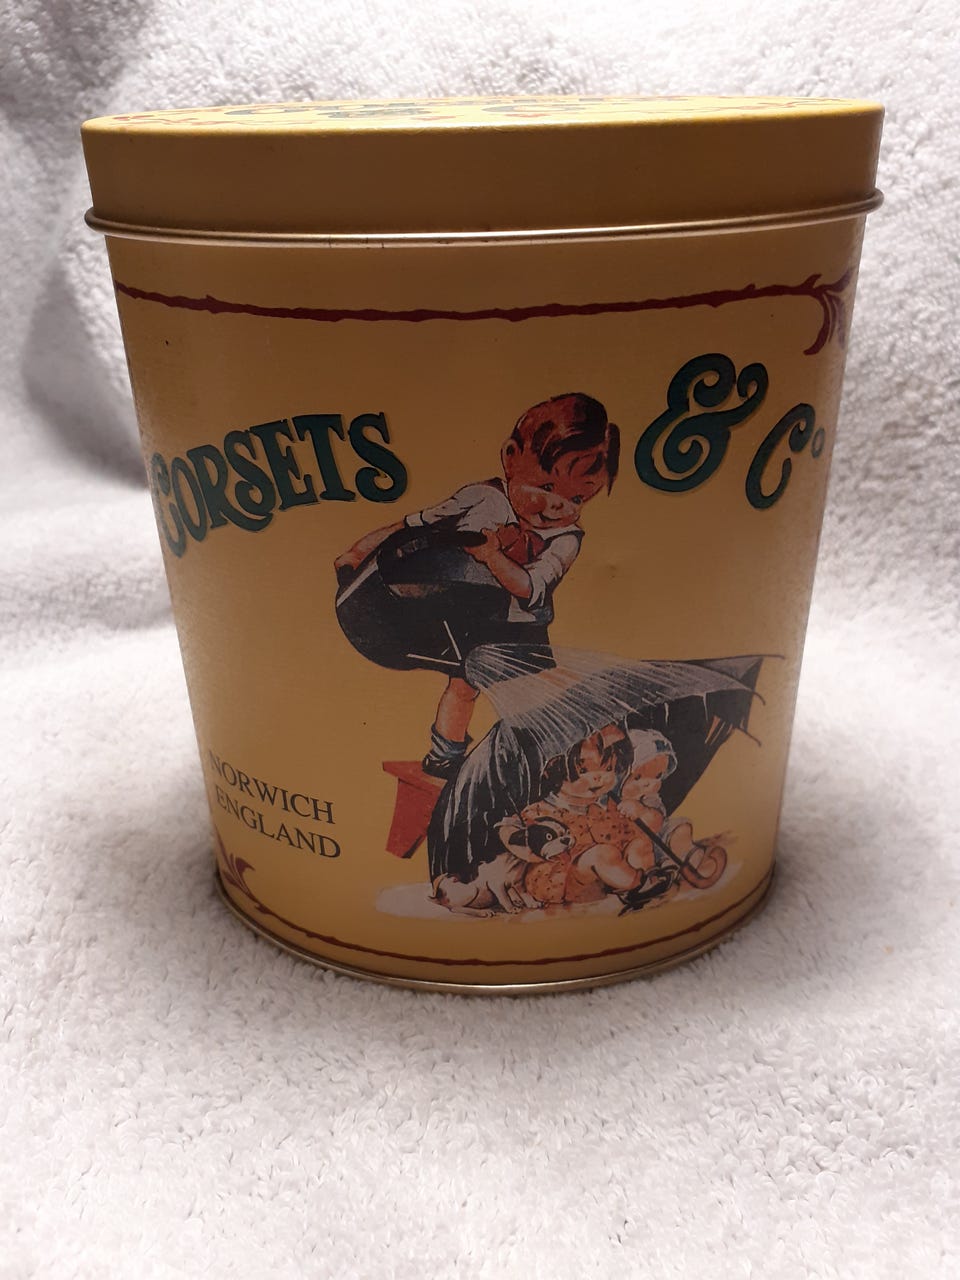 CORSETS & Co
NORWICH
ENGLAND